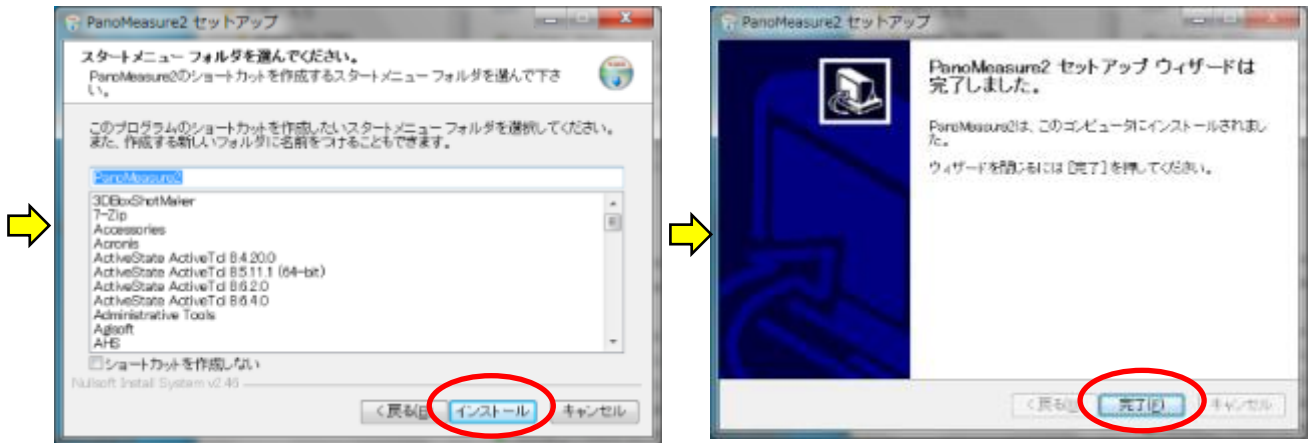 PanoMeasure2 セットアップ
スタートメニュー フォルダを選んでください。
PanoMeasure2のショートカットを作成するスタートメニュー フォルダを選んで下さ
い。
このプログラムのショートカットを作成したいスタートメニュー フォルダを選択してください。
また、作成する新しいフォルダに名前をつけることもできます。
PanoMeasure2
3DBoxShotMaker
7-Zip
Accessories
Acronis
ActiveState ActiveTcl 8.4.20.0
ActiveState ActiveTcl 8.5.11.1 (64-bit)
ActiveState ActiveTcl 8.6.2.0
ActiveState ActiveTcl 8.6.4.0
Administrative Tools
Agisoft
AHS
ショートカットを作成しない
Nullsoft Install System v2.46
< 戻る(B) インストール キャンセル
PanoMeasure2 セットアップ
PanoMeasure2 セットアップ ウィザードは
完了しました。
PanoMeasure2は、このコンピュータにインストールされまし
た。
ウィザードを閉じるには [完了] を押してください。
< 戻る(B) 完了(F) キャンセル